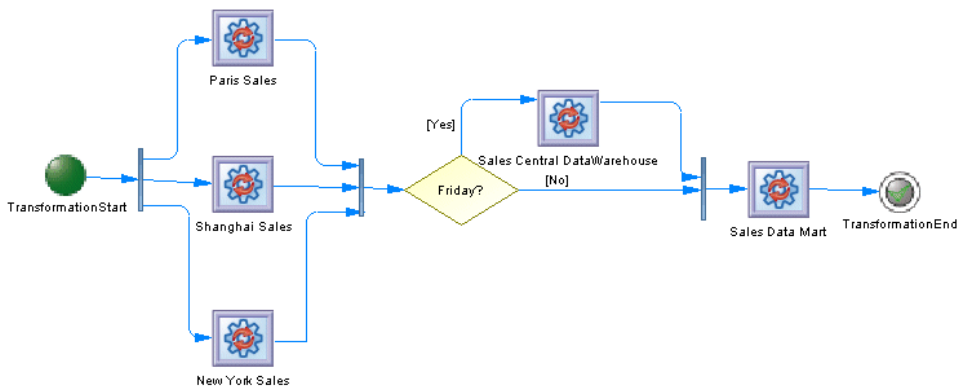 Paris Sales
[Yes]
Sales Central DataWarehouse
[No]
Friday?
TransformationStart
Shanghai Sales
Sales Data Mart
TransformationEnd
New York Sales